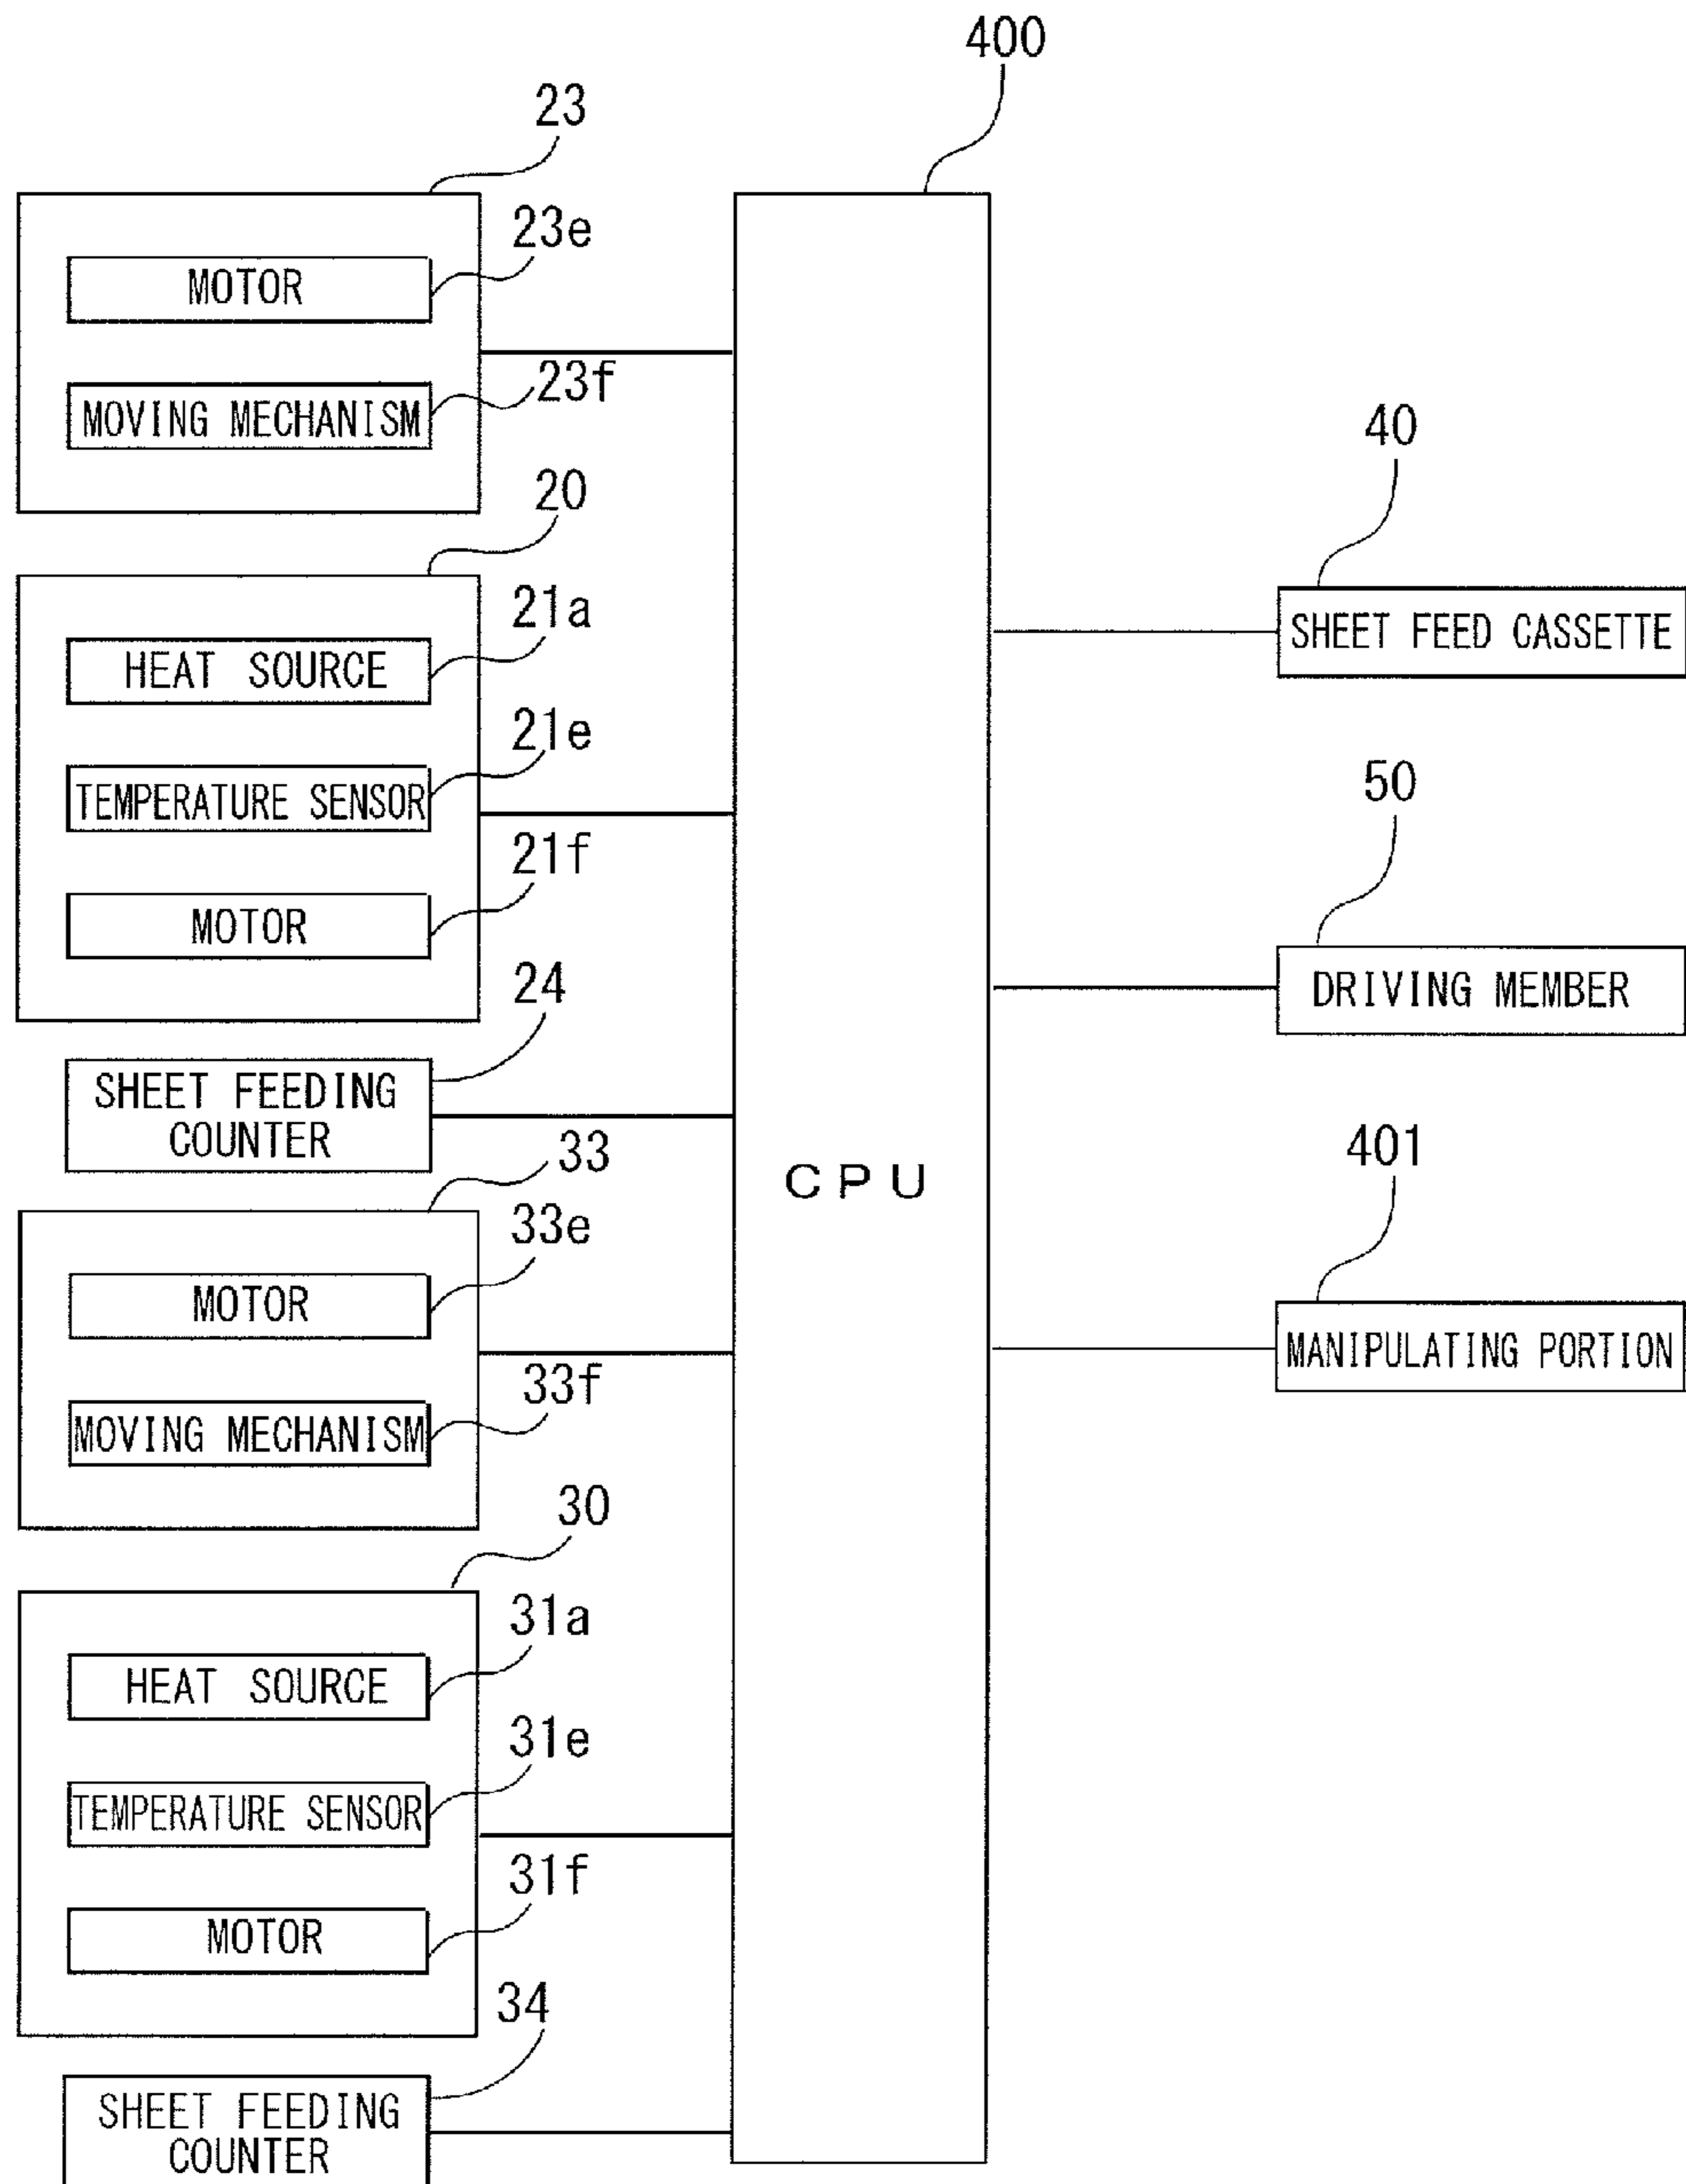 400
23
23e
MOTOR
23f
MOVING MECHANISM
20
21a
HEAT SOURCE
21e
TEMPERATURE SENSOR
21f
MOTOR
24
SHEET FEEDING
COUNTER
33
33e
MOTOR
33f
MOVING MECHANISM
30
31a
HEAT SOURCE
31e
TEMPERATURE SENSOR
31f
MOTOR
34
SHEET FEEDING
COUNTER
CPU
40
SHEET FEED CASSETTE
50
DRIVING MEMBER
401
MANIPULATING PORTION